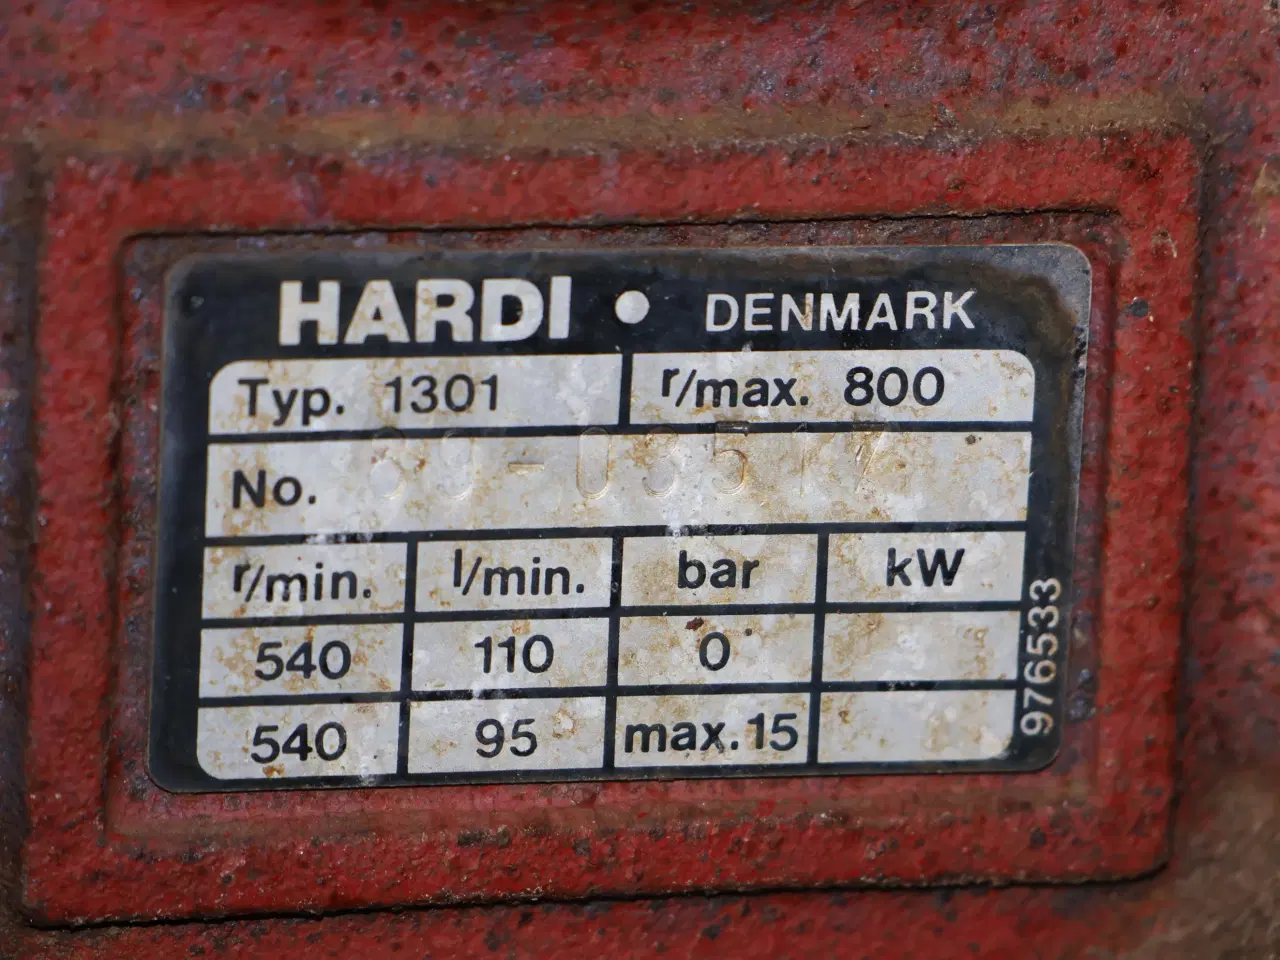 HARDI • DENMARK
Typ. 1301 r/max. 800
No.
r/min. l/min. bar kW
540 110 0
540 95 max.15
976533